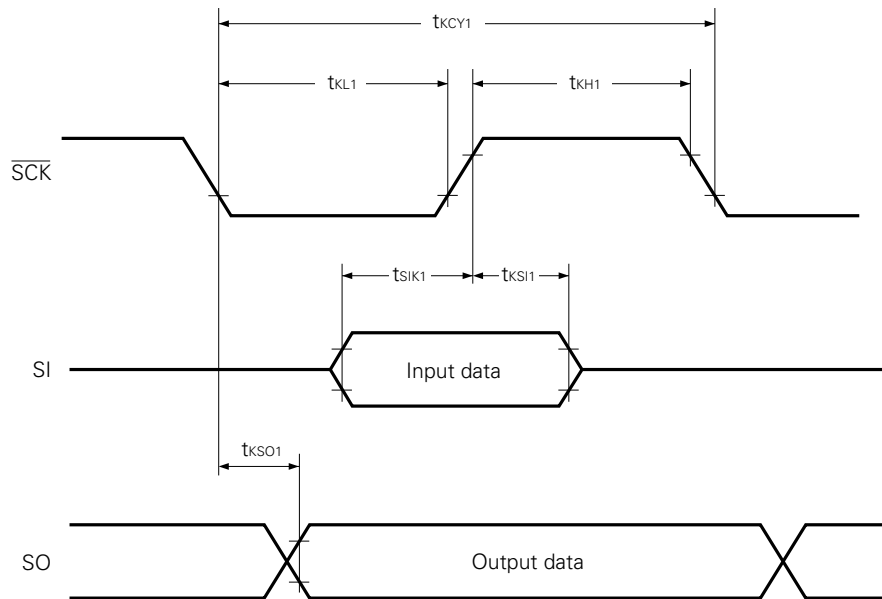 tKCY1
tKL1
tKH1
SCK
tSIK1
tKSI1
SI
Input data
tKSO1
SO
Output data